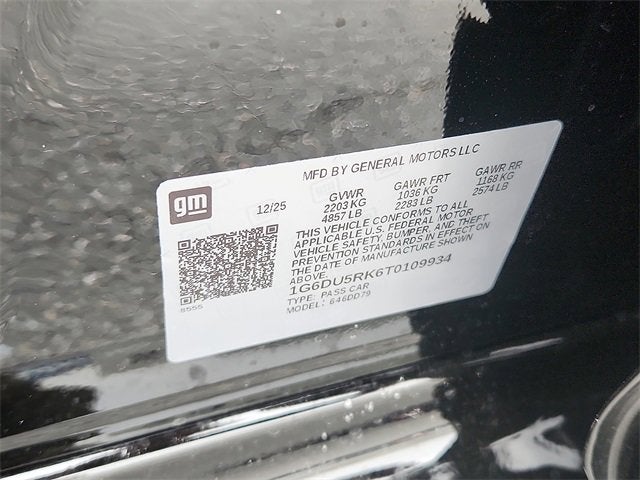 MFD BY GENERAL MOTORS LLC
gm
12/25
GVWR
2203 KG
4857 LB
GAWR FRT
1036 KG
2283 LB
GAWR RR
1168 KG
2574 LB
THIS VEHICLE CONFORMS TO ALL
APPLICABLE U.S. FEDERAL MOTOR
VEHICLE SAFETY, BUMPER, AND THEFT
PREVENTION STANDARDS IN EFFECT ON
THE DATE OF MANUFACTURE SHOWN
ABOVE.
1G6DU5RK6T0109934
TYPE: PASS CAR
MODEL: 646DD79
8555